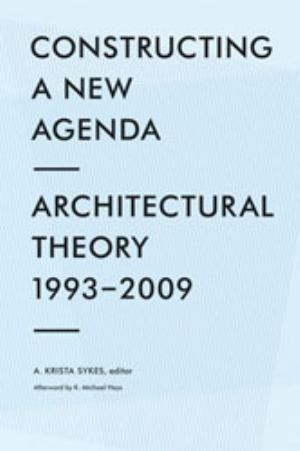 CONSTRUCTING
A NEW
AGENDA
ARCHITECTURAL
THEORY
1993–2009
A. KRISTA SYKES, editor
Afterword by K. Michael Hays